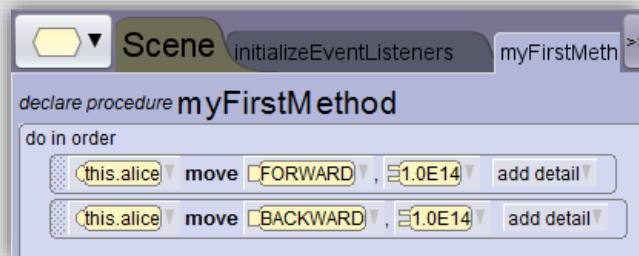 Scene initializeEventListeners myFirstMeth >>
declare procedure myFirstMethod
do in order
this.alice move FORWARD , 1.0E14 add detail
this.alice move BACKWARD , 1.0E14 add detail